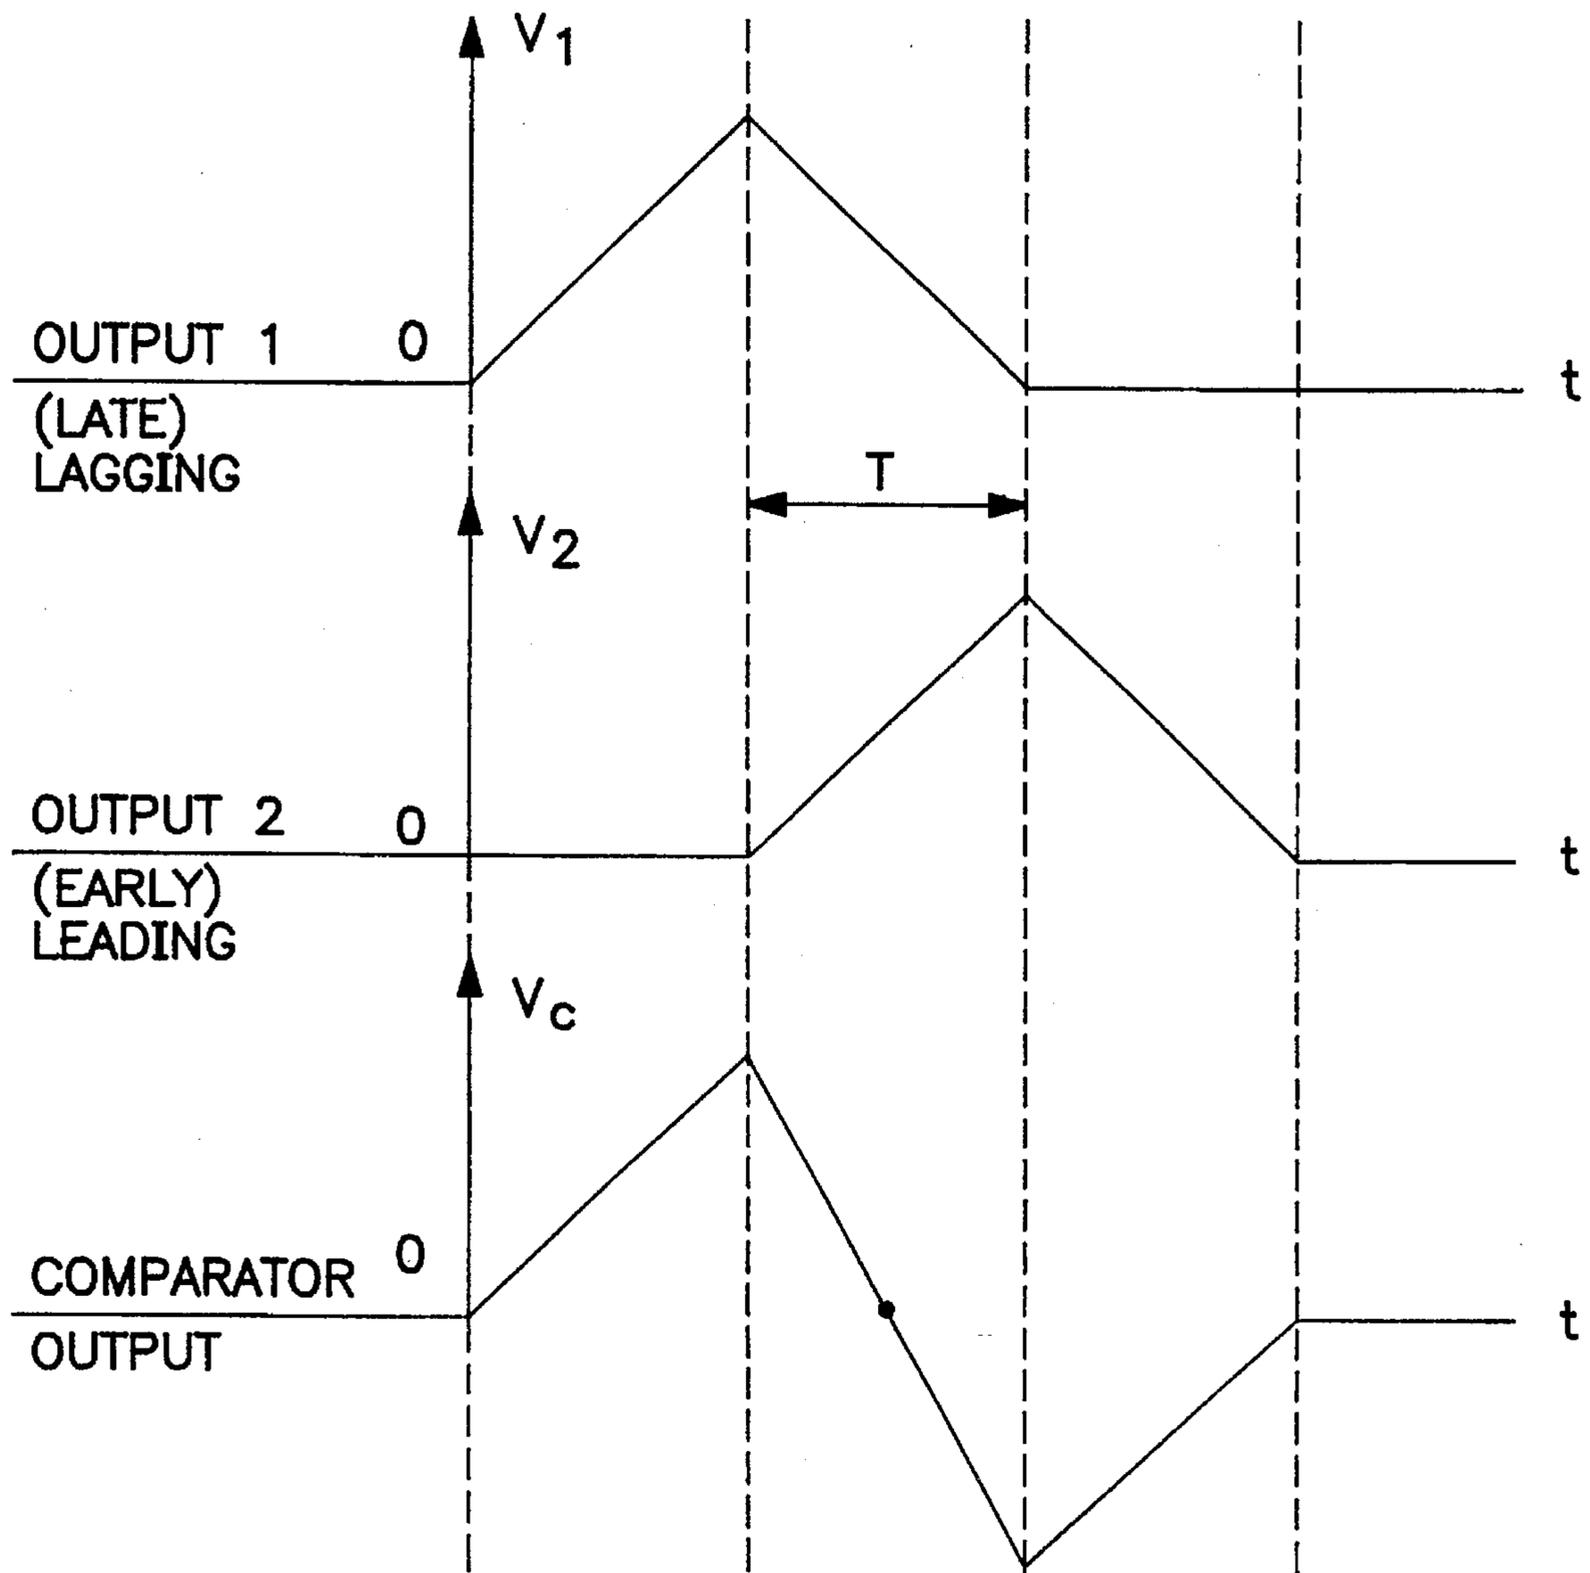 V1
OUTPUT 1 0
t
(LATE)
LAGGING
T
V2
OUTPUT 2 0
t
(EARLY)
LEADING
Vc
COMPARATOR 0
t
OUTPUT